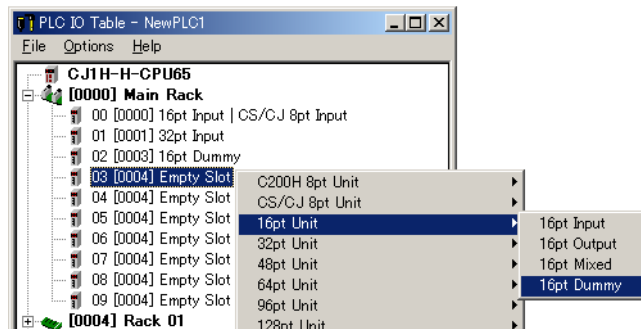 PLC IO Table - NewPLC1
File Options Help
CJ1H-H-CPU65
[0000] Main Rack
00 [0000] 16pt Input | CS/CJ 8pt Input
01 [0001] 32pt Input
02 [0003] 16pt Dummy
03 [0004] Empty Slot
C200H 8pt Unit
04 [0004] Empty Slot
CS/CJ 8pt Unit
05 [0004] Empty Slot
16pt Unit
16pt Input
06 [0004] Empty Slot
32pt Unit
16pt Output
07 [0004] Empty Slot
48pt Unit
16pt Mixed
08 [0004] Empty Slot
64pt Unit
16pt Dummy
09 [0004] Empty Slot
96pt Unit
[0004] Rack 01
128pt Unit